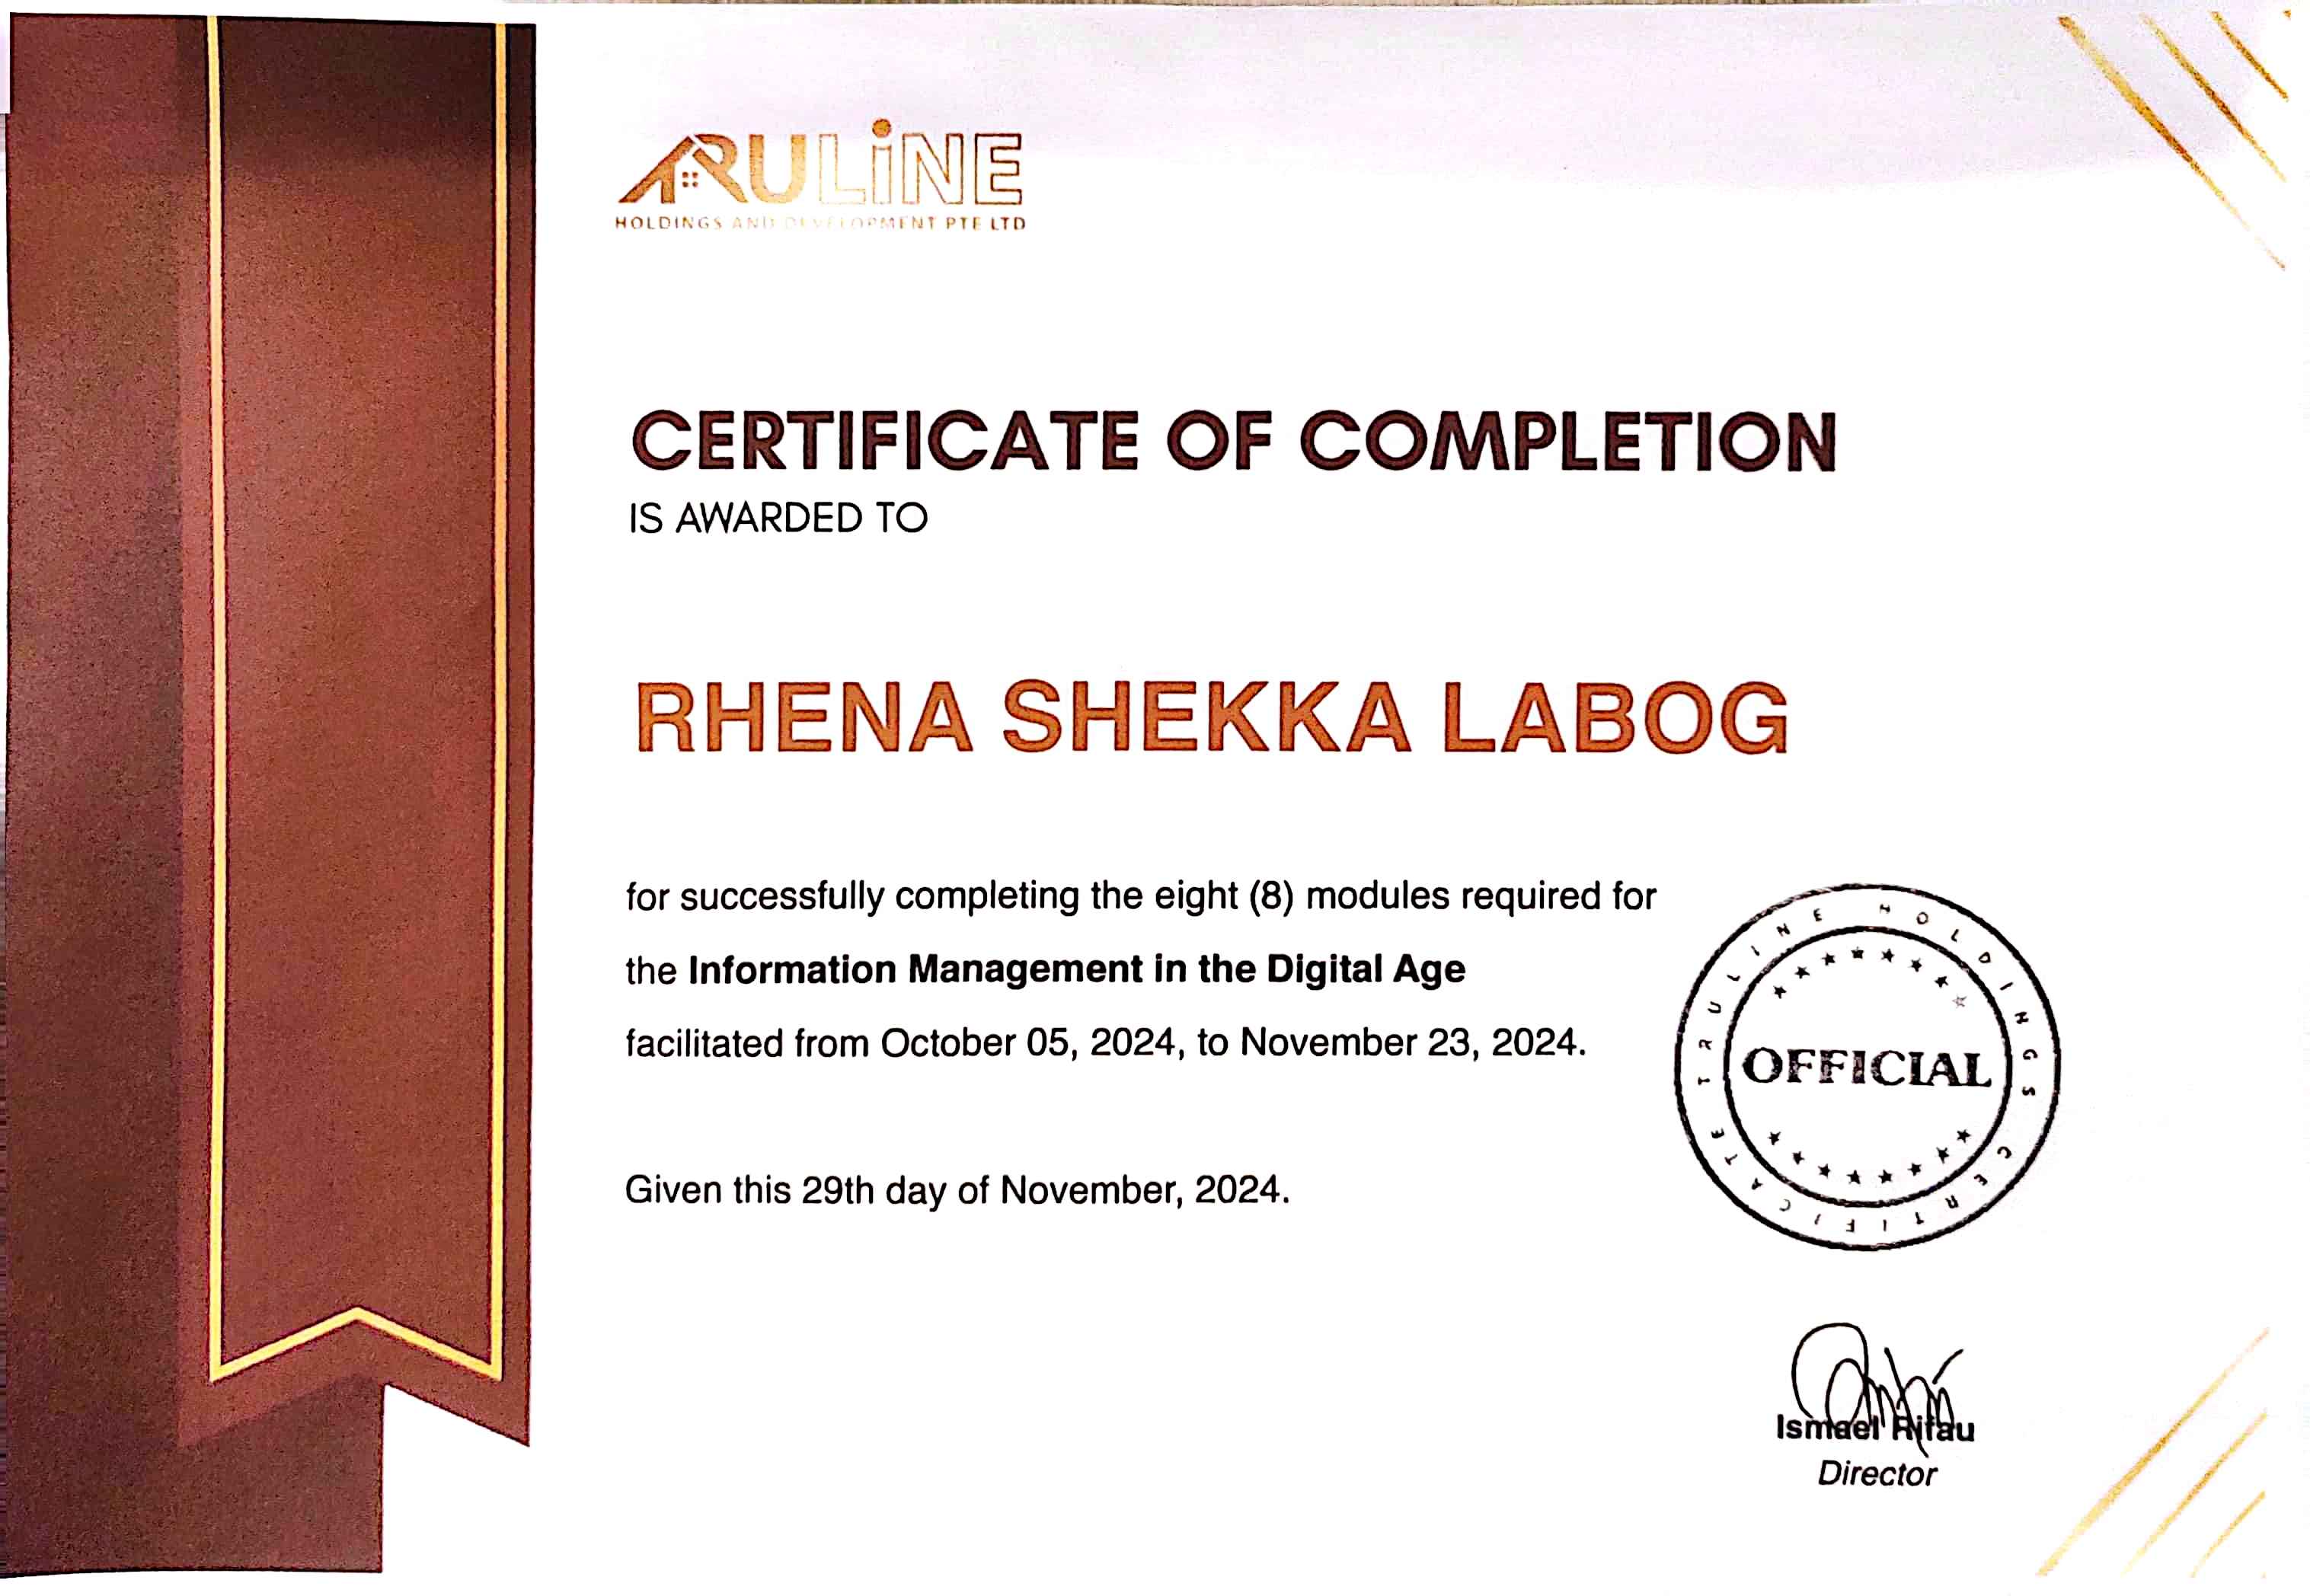 TRULINE
HOLDINGS AND DEVELOPMENT PTE LTD
CERTIFICATE OF COMPLETION
IS AWARDED TO
RHENA SHEKKA LABOG
for successfully completing the eight (8) modules required for
the Information Management in the Digital Age
facilitated from October 05, 2024, to November 23, 2024.
TRULINE HOLDINGS CERTIFICATE
OFFICIAL
Given this 29th day of November, 2024.
Ismael Rifau
Director